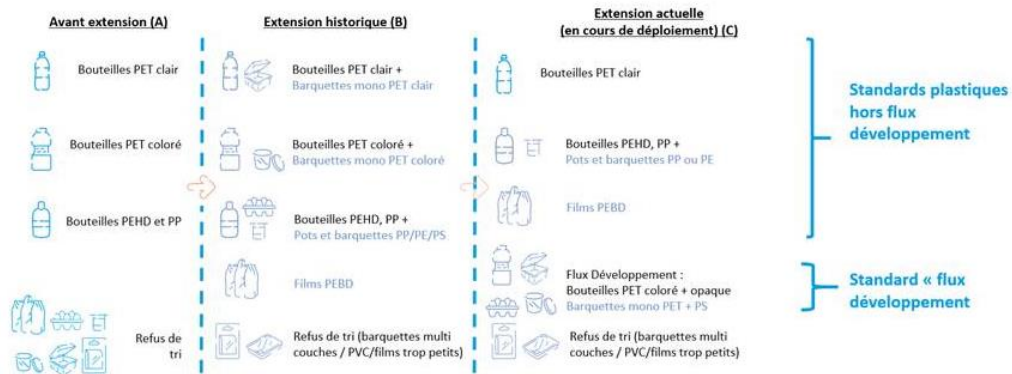 Avant extension (A)
Bouteilles PET clair
Bouteilles PET coloré
Bouteilles PEHD et PP
Refus de
tri
Extension historique (B)
Bouteilles PET clair +
Barquettes mono PET clair
Bouteilles PET coloré +
Barquettes mono PET coloré
Bouteilles PEHD, PP +
Pots et barquettes PP/PE/PS
Films PEBD
Refus de tri (barquettes multi
couches / PVC/films trop petits)
Extension actuelle
(en cours de déploiement) (C)
Bouteilles PET clair
Bouteilles PEHD, PP +
Pots et barquettes PP ou PE
Films PEBD
Flux Développement :
Bouteilles PET coloré + opaque
Barquettes mono PET + PS
Refus de tri (barquettes multi
couches / PVC/films trop petits)
Standards plastiques
hors flux
développement
Standard « flux
développement